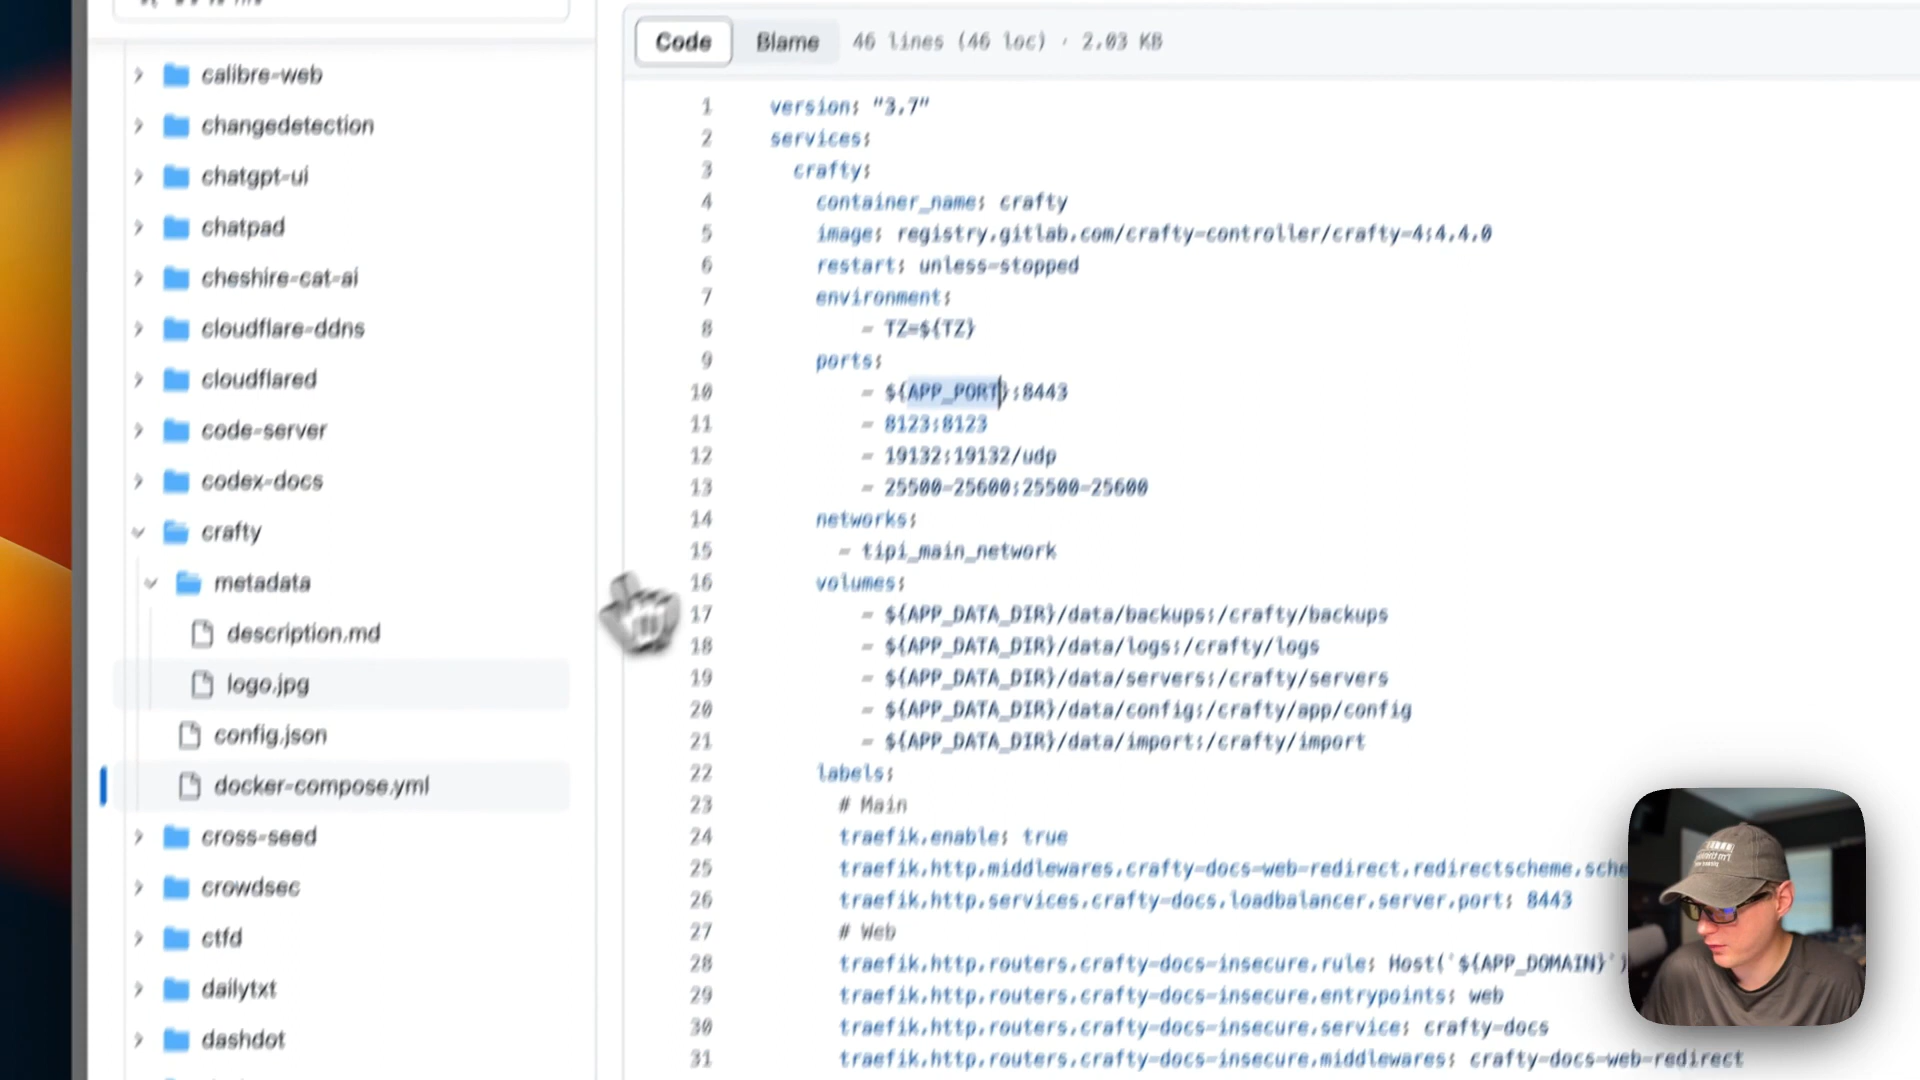 calibre-web
changedetection
chatgpt-ui
chatpad
cheshire-cat-ai
cloudflare-ddns
cloudflared
code-server
codex-docs
crafty
metadata
description.md
logo.jpg
config.json
docker-compose.yml
cross-seed
crowdsec
ctfd
dailytxt
dashdot
Code Blame 46 lines (46 loc) · 2.03 KB
1 version: "3.7"
2 services:
3 crafty:
4 container_name: crafty
5 image: registry.gitlab.com/crafty-controller/crafty-4:4.4.0
6 restart: unless-stopped
7 environment:
8 - TZ=${TZ}
9 ports:
10 - ${APP_PORT}:8443
11 - 8123:8123
12 - 19132:19132/udp
13 - 25500-25600:25500-25600
14 networks:
15 - tipi_main_network
16 volumes:
17 - ${APP_DATA_DIR}/data/backups:/crafty/backups
18 - ${APP_DATA_DIR}/data/logs:/crafty/logs
19 - ${APP_DATA_DIR}/data/servers:/crafty/servers
20 - ${APP_DATA_DIR}/data/config:/crafty/app/config
21 - ${APP_DATA_DIR}/data/import:/crafty/import
22 labels:
23 # Main
24 traefik.enable: true
25 traefik.http.middlewares.crafty-docs-web-redirect.redirectscheme.sche
26 traefik.http.services.crafty-docs.loadbalancer.server.port: 8443
27 # Web
28 traefik.http.routers.crafty-docs-insecure.rule: Host(`${APP_DOMAIN}`)
29 traefik.http.routers.crafty-docs-insecure.entrypoints: web
30 traefik.http.routers.crafty-docs-insecure.service: crafty-docs
31 traefik.http.routers.crafty-docs-insecure.middlewares: crafty-docs-web-redirect